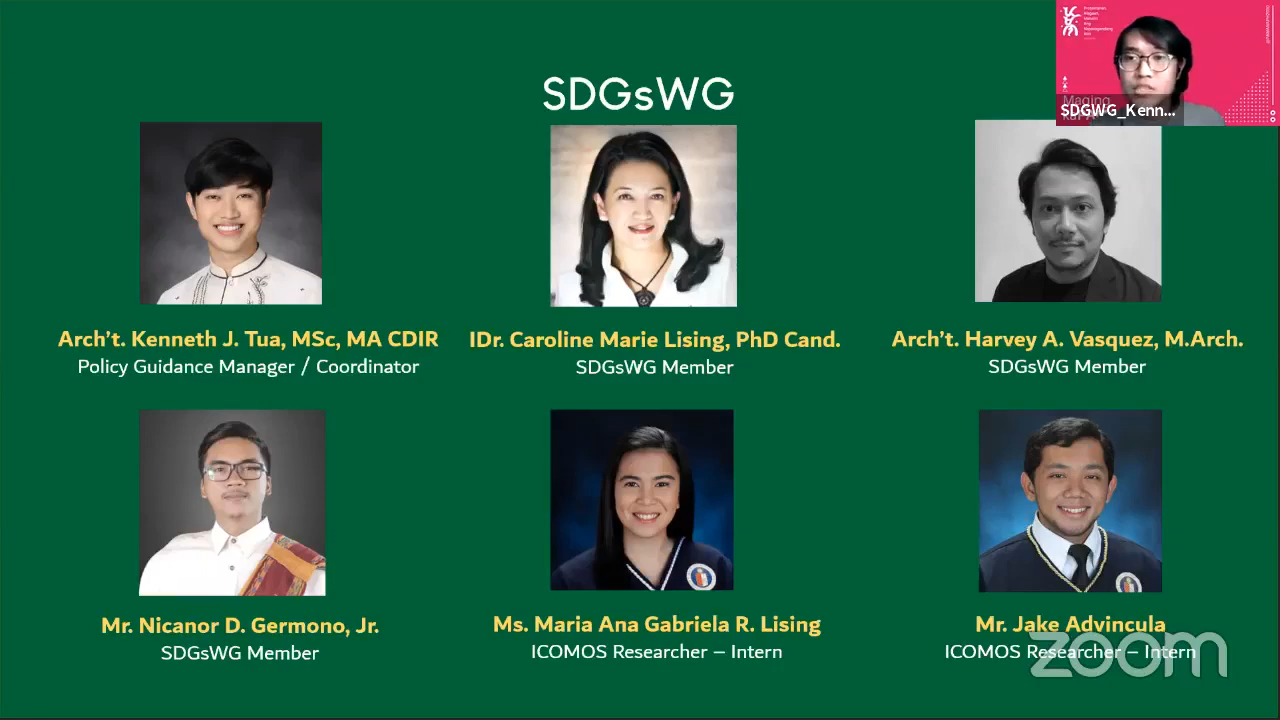 SDGsWG
SDGWG_Kenn...
Arch't. Kenneth J. Tua, MSc, MA CDIR
Policy Guidance Manager / Coordinator
IDr. Caroline Marie Lising, PhD Cand.
SDGsWG Member
Arch't. Harvey A. Vasquez, M.Arch.
SDGsWG Member
Mr. Nicanor D. Germono, Jr.
SDGsWG Member
Ms. Maria Ana Gabriela R. Lising
ICOMOS Researcher – Intern
Mr. Jake Advincula
ICOMOS Researcher – Intern
zoom